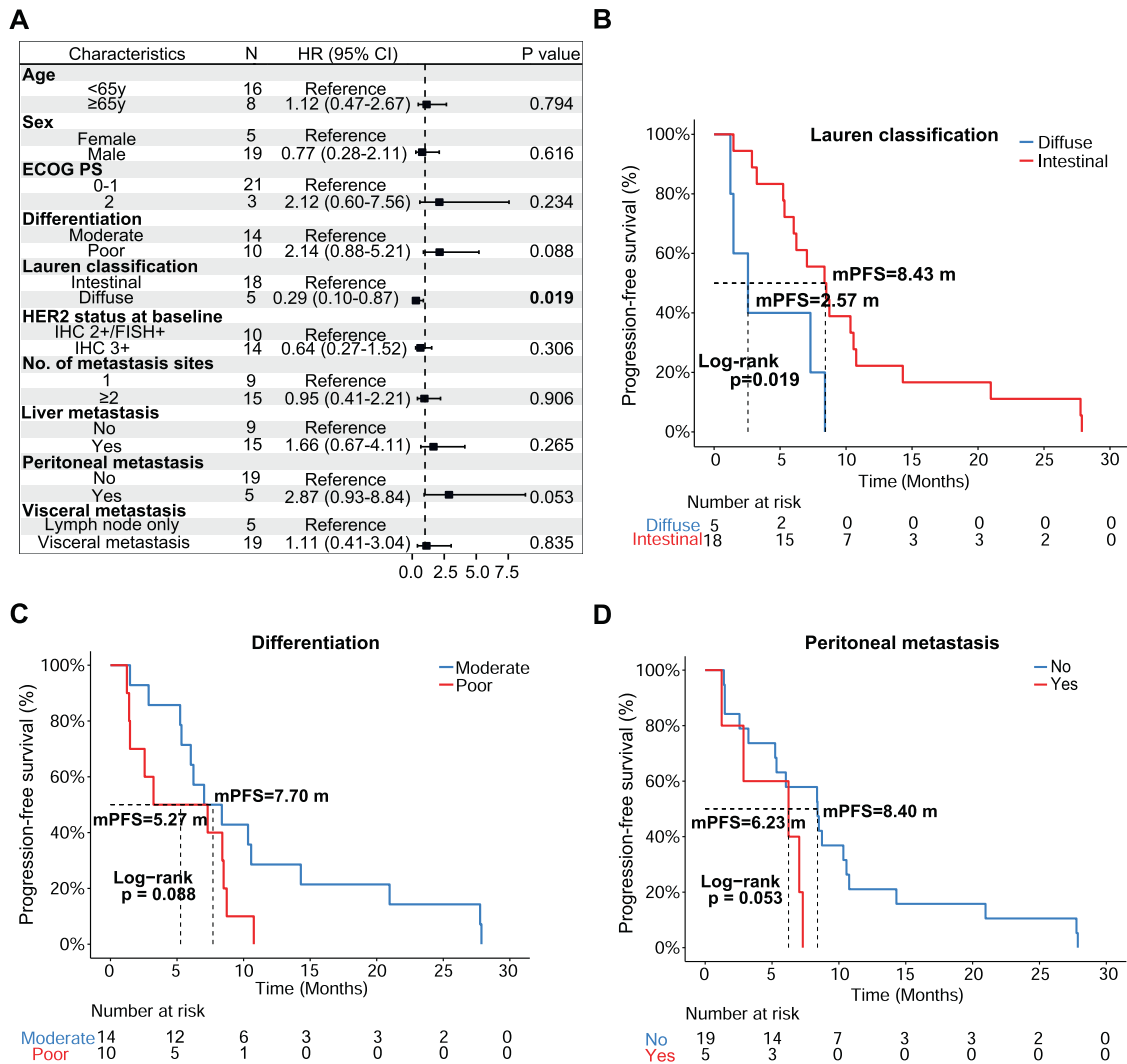 A
Characteristics N HR (95% CI) P value
Age
<65y 16 Reference
≥65y 8 1.12 (0.47-2.67) 0.794
Sex
Female 5 Reference
Male 19 0.77 (0.28-2.11) 0.616
ECOG PS
0-1 21 Reference
2 3 2.12 (0.60-7.56) 0.234
Differentiation
Moderate 14 Reference
Poor 10 2.14 (0.88-5.21) 0.088
Lauren classification
Intestinal 18 Reference
Diffuse 5 0.29 (0.10-0.87) 0.019
HER2 status at baseline
IHC 2+/FISH+ 10 Reference
IHC 3+ 14 0.64 (0.27-1.52) 0.306
No. of metastasis sites
1 9 Reference
≥2 15 0.95 (0.41-2.21) 0.906
Liver metastasis
No 9 Reference
Yes 15 1.66 (0.67-4.11) 0.265
Peritoneal metastasis
No 19 Reference
Yes 5 2.87 (0.93-8.84) 0.053
Visceral metastasis
Lymph node only 5 Reference
Visceral metastasis 19 1.11 (0.41-3.04) 0.835
0.0 2.5 5.0 7.5
B
Lauren classification
Diffuse
Intestinal
Progression-free survival (%)
100%
80%
60%
40%
20%
0%
mPFS=8.43 m
mPFS=2.57 m
Log-rank
p=0.019
0 5 10 15 20 25 30
Time (Months)
Number at risk
Diffuse 5 2 0 0 0 0 0
Intestinal 18 15 7 3 3 2 0
C
Differentiation
Moderate
Poor
Progression-free survival (%)
100%
80%
60%
40%
20%
0%
mPFS=7.70 m
mPFS=5.27 m
Log−rank
p = 0.088
0 5 10 15 20 25 30
Time (Months)
Number at risk
Moderate 14 12 6 3 3 2 0
Poor 10 5 1 0 0 0 0
D
Peritoneal metastasis
No
Yes
Progression-free survival (%)
100%
80%
60%
40%
20%
0%
mPFS=8.40 m
mPFS=6.23 m
Log−rank
p = 0.053
0 5 10 15 20 25 30
Time (Months)
Number at risk
No 19 14 7 3 3 2 0
Yes 5 3 0 0 0 0 0